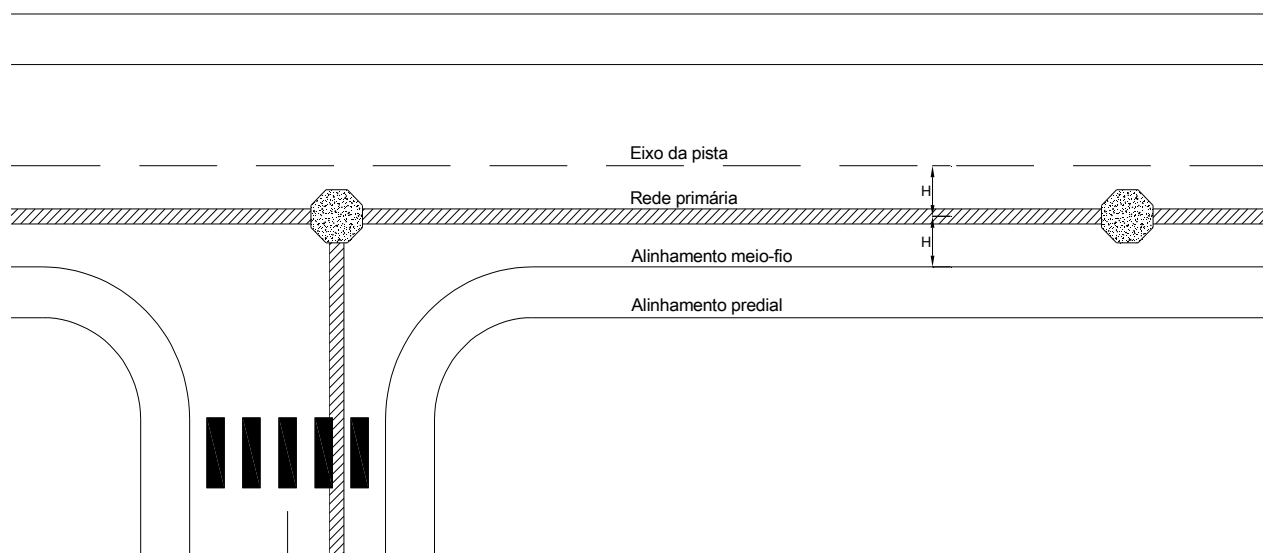 Eixo da pista
H
Rede primária
H
Alinhamento meio-fio
Alinhamento predial